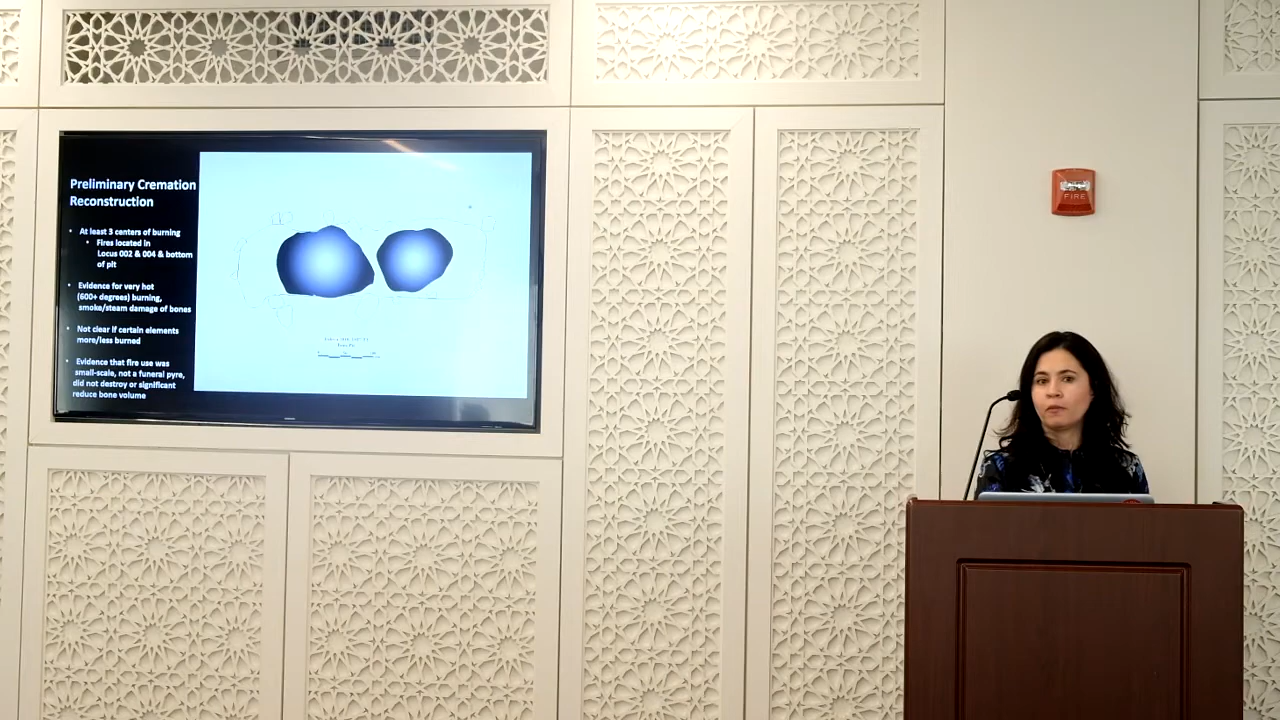 Preliminary Cremation
Reconstruction
• At least 3 centers of burning
• Fires located in
Locus 002 & 004 & bottom
of pit
• Evidence for very hot
(600+ degrees) burning,
smoke/steam damage of bones
• Not clear if certain elements
more/less burned
• Evidence that fire use was
small-scale, not a funeral pyre,
did not destroy or significant
reduce bone volume
FIRE